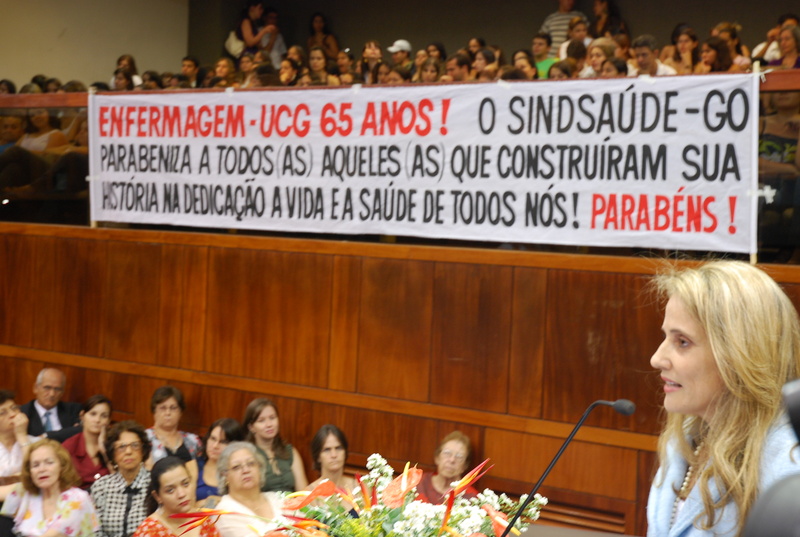 ENFERMAGEM - UCG 65 ANOS! O SINDSAÚDE-GO
PARABENIZA A TODOS (AS) AQUELES (AS) QUE CONSTRUÍRAM SUA
HISTÓRIA NA DEDICAÇÃO A VIDA E A SAÚDE DE TODOS NÓS! PARABÉNS!